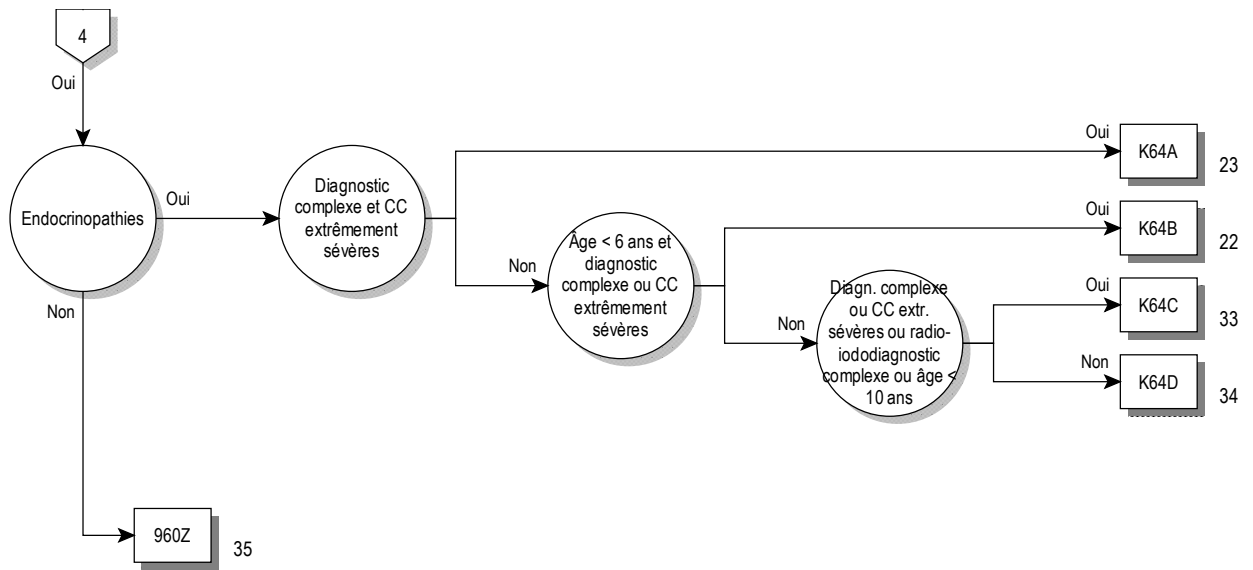 4
Oui
Endocrinopathies
Oui
Diagnostic
complexe et CC
extrêmement
sévères
Oui
K64A
23
Non
Âge < 6 ans et
diagnostic
complexe ou CC
extrêmement
sévères
Oui
K64B
22
Non
Diagn. complexe
ou CC extr.
sévères ou radio-
iododiagnostic
complexe ou âge <
10 ans
Oui
K64C
33
Non
K64D
34
Non
960Z
35